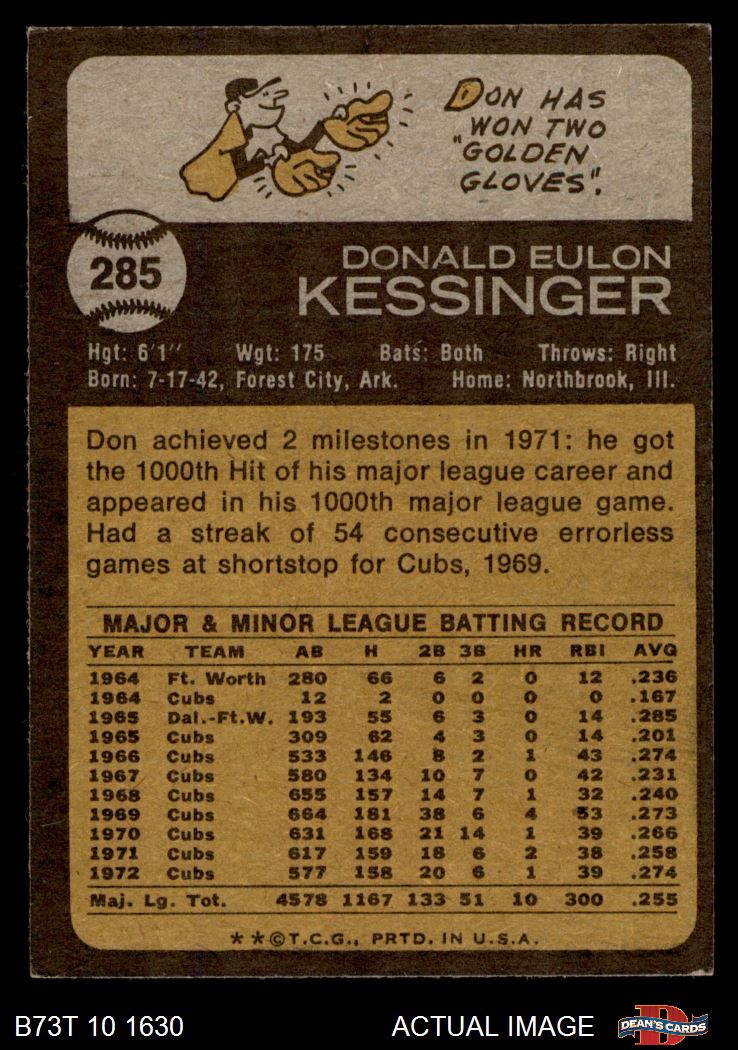 DON HAS
WON TWO
"GOLDEN
GLOVES".
285
DONALD EULON
KESSINGER
Hgt: 6'1" Wgt: 175 Bats: Both Throws: Right
Born: 7-17-42, Forest City, Ark. Home: Northbrook, Ill.
Don achieved 2 milestones in 1971: he got
the 1000th Hit of his major league career and
appeared in his 1000th major league game.
Had a streak of 54 consecutive errorless
games at shortstop for Cubs, 1969.
MAJOR & MINOR LEAGUE BATTING RECORD
YEAR TEAM AB H 2B 3B HR RBI AVG
1964 Ft. Worth 280 66 6 2 0 12 .236
1964 Cubs 12 2 0 0 0 0 .167
1965 Dal.-Ft.W. 193 55 6 3 0 14 .285
1965 Cubs 309 62 4 3 0 14 .201
1966 Cubs 533 146 8 2 1 43 .274
1967 Cubs 580 134 10 7 0 42 .231
1968 Cubs 655 157 14 7 1 32 .240
1969 Cubs 664 181 38 6 4 53 .273
1970 Cubs 631 168 21 14 1 39 .266
1971 Cubs 617 159 18 6 2 38 .258
1972 Cubs 577 158 20 6 1 39 .274
Maj. Lg. Tot. 4578 1167 133 51 10 300 .255
**©T.C.G., PRTD. IN U.S.A.
B73T 10 1630 ACTUAL IMAGE D DEAN'S CARDS